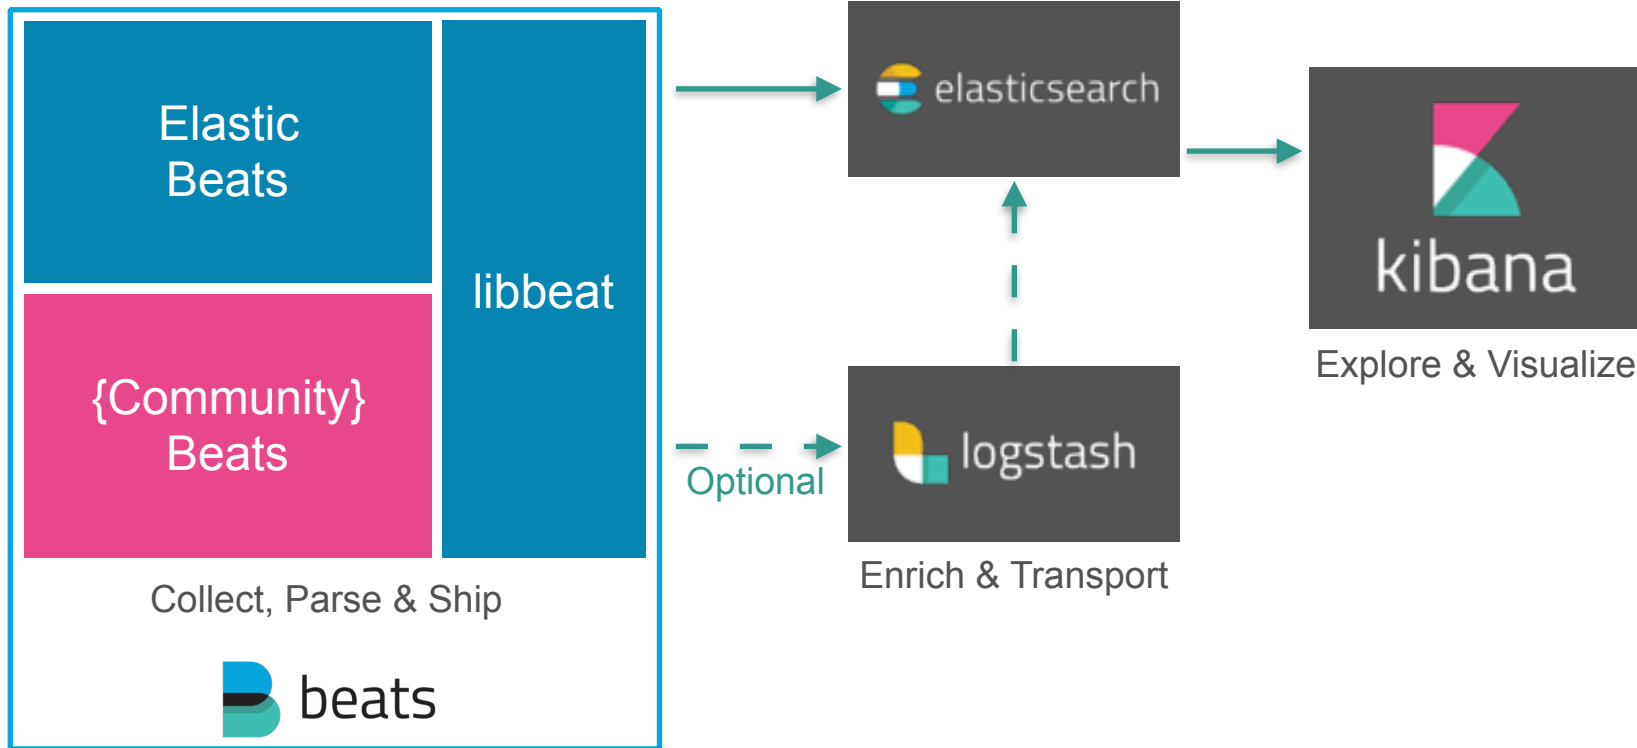 Elastic
Beats
{Community}
Beats
libbeat
Collect, Parse & Ship
beats
Optional
elasticsearch
logstash
Enrich & Transport
kibana
Explore & Visualize